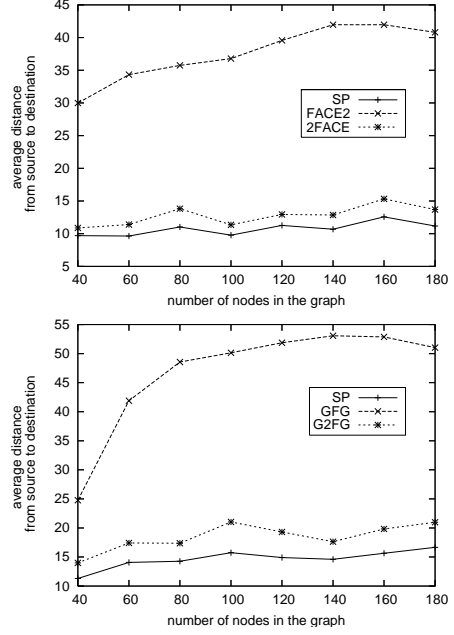 45
40
35
30
25
20
15
10
5
average distance
from source to destination
SP
FACE2
2FACE
40 60 80 100 120 140 160 180
number of nodes in the graph
55
50
45
40
35
30
25
20
15
10
average distance
from source to destination
SP
GFG
G2FG
40 60 80 100 120 140 160 180
number of nodes in the graph